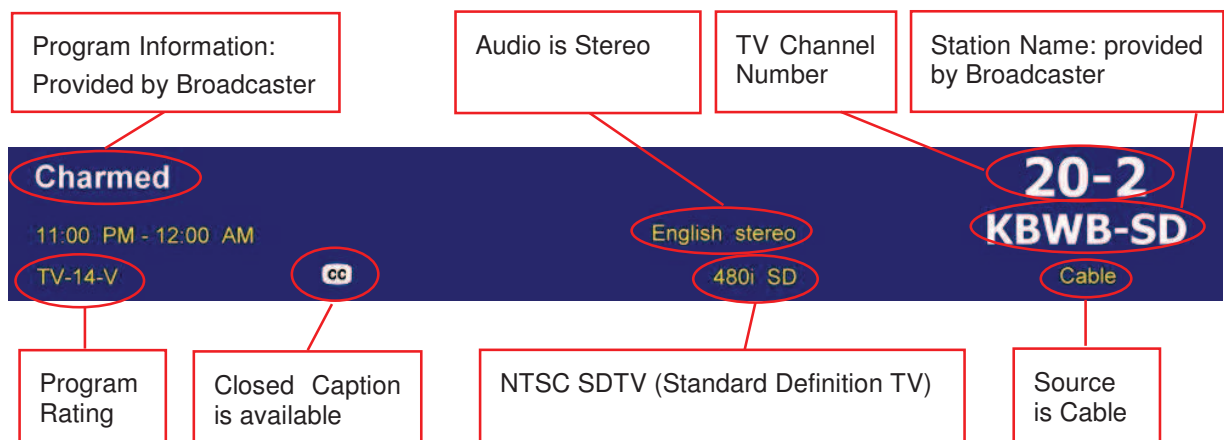 Program Information:
Provided by Broadcaster
Audio is Stereo
TV Channel
Number
Station Name: provided
by Broadcaster
Charmed
20-2
11:00 PM - 12:00 AM
English stereo
KBWB-SD
TV-14-V
CC
480i SD
Cable
Program
Rating
Closed Caption
is available
NTSC SDTV (Standard Definition TV)
Source
is Cable